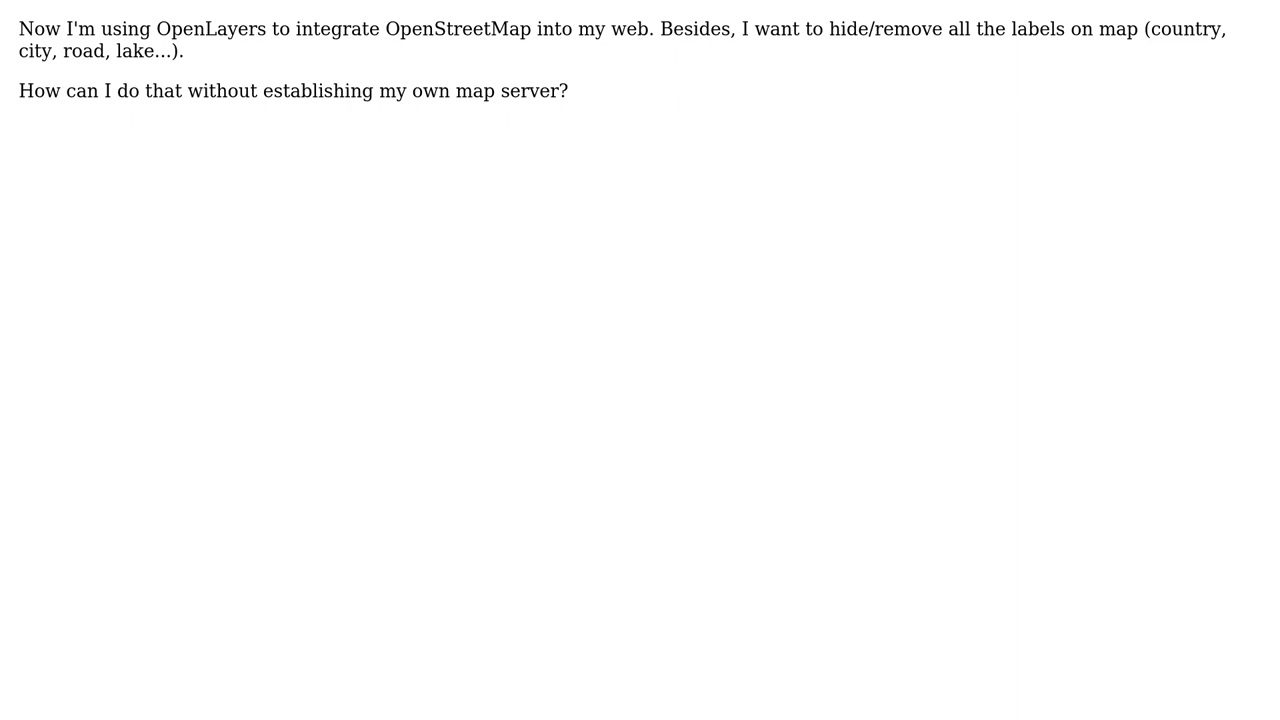 Now I'm using OpenLayers to integrate OpenStreetMap into my web. Besides, I want to hide/remove all the labels on map (country,
city, road, lake...).
How can I do that without establishing my own map server?